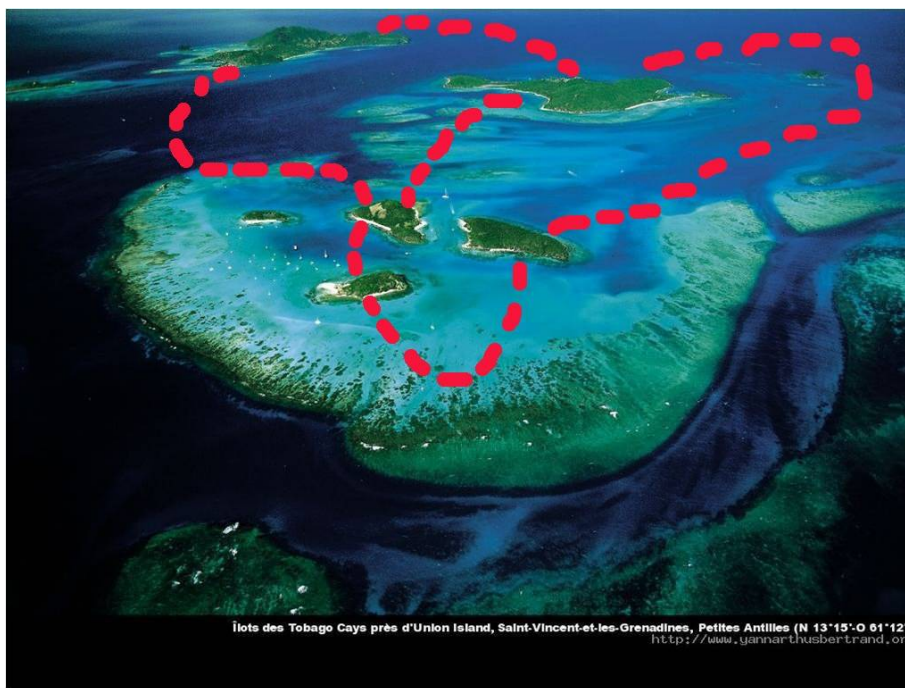 Îlots des Tobago Cays près d'Union Island, Saint-Vincent-et-les-Grenadines, Petites Antilles (N 13°15'-O 61°12'
http://www.yannarthusbertrand.or